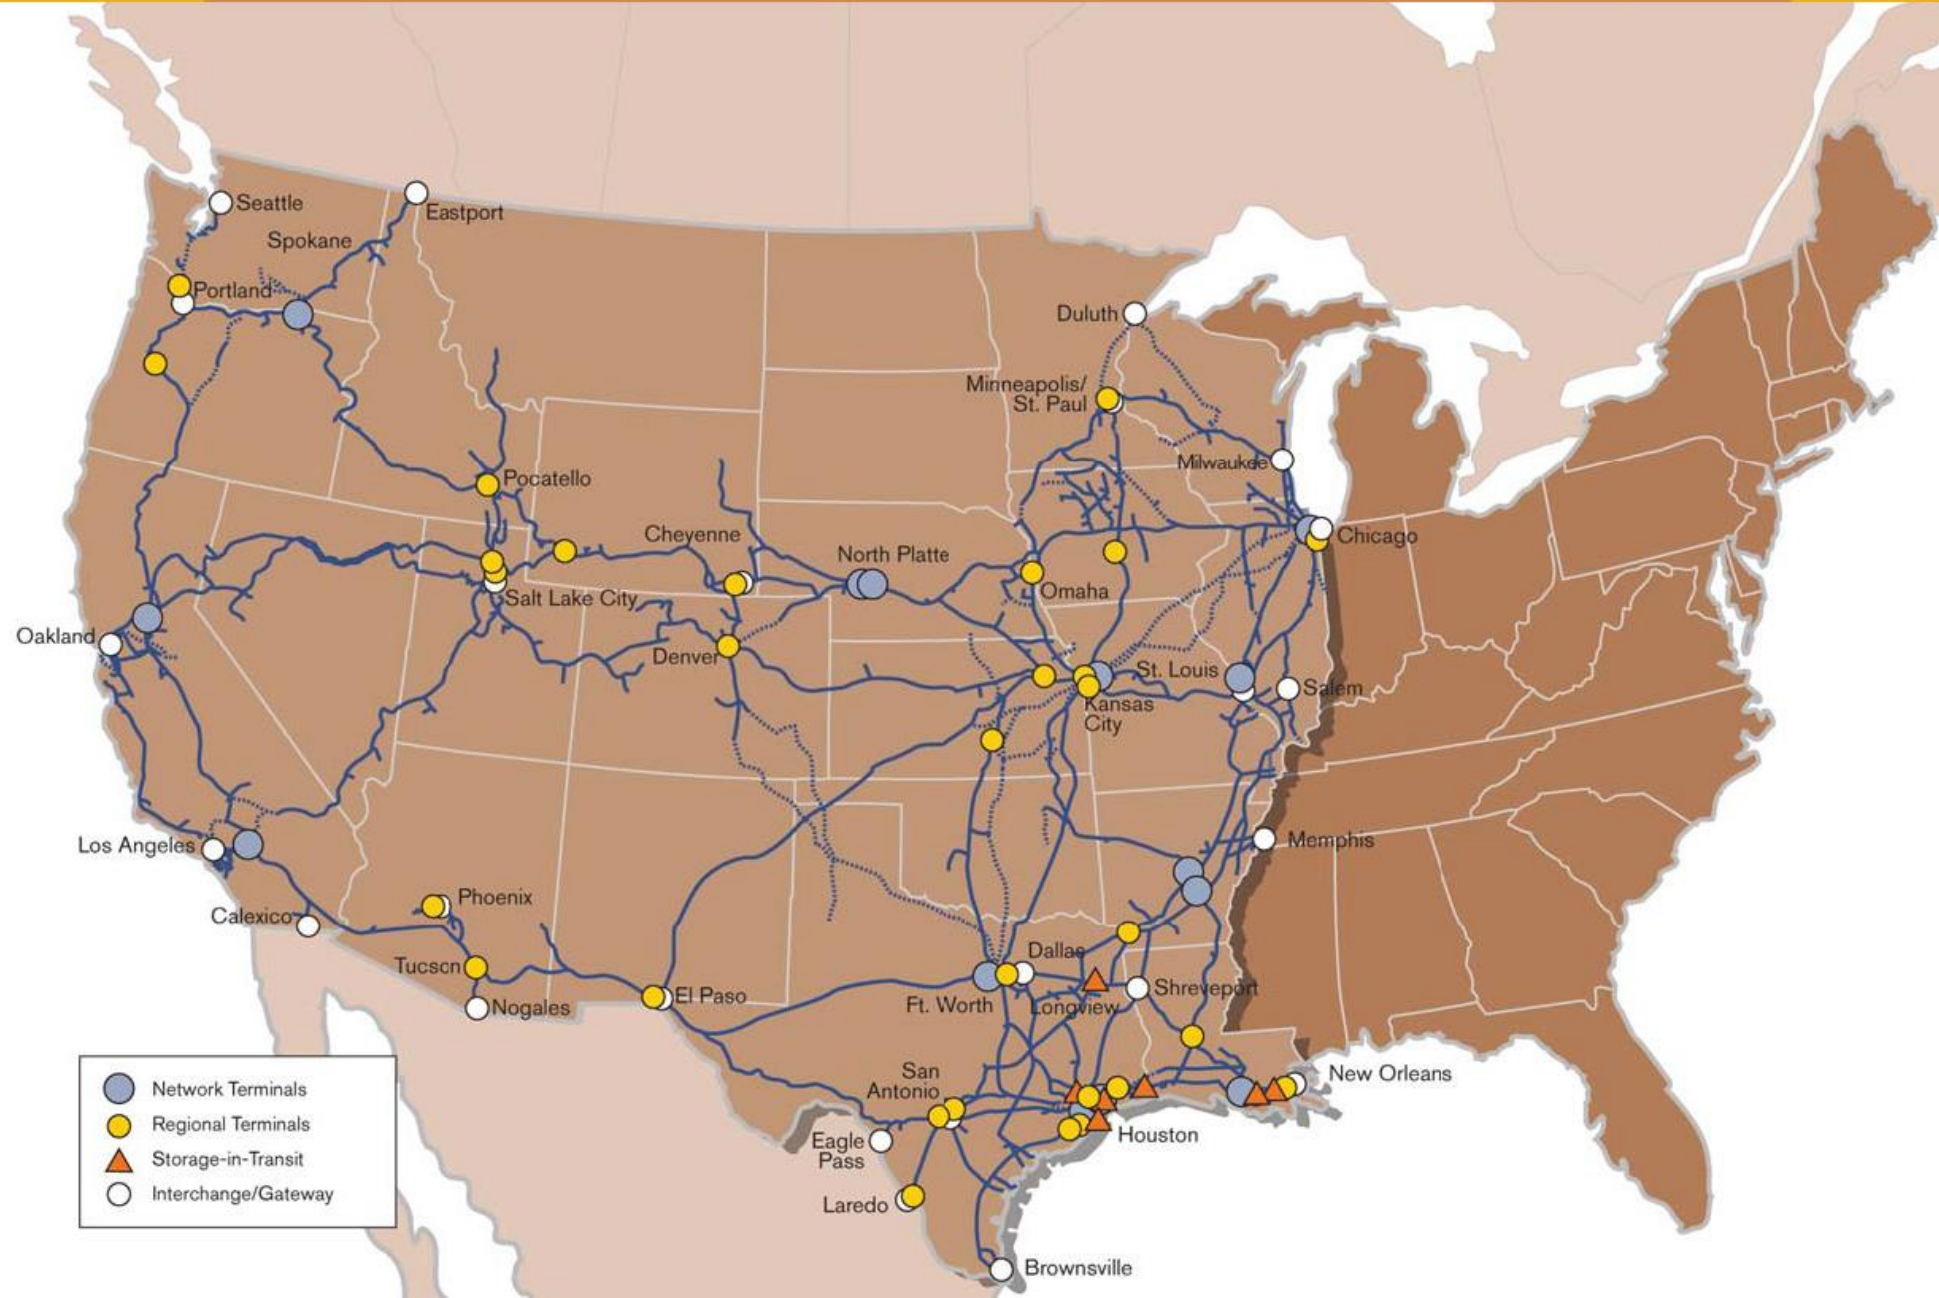 Seattle
Eastport
Spokane
Portland
Duluth
Minneapolis/
St. Paul
Milwaukee
Pocatello
Cheyenne
North Platte
Chicago
Salt Lake City
Omaha
Oakland
Denver
St. Louis
Salem
Kansas
City
Los Angeles
Memphis
Phoenix
Calexico
Dallas
Tucson
Shreveport
El Paso
Nogales
Ft. Worth
Longview
San
Antonio
New Orleans
Network Terminals
Regional Terminals
Storage-in-Transit
Interchange/Gateway
Houston
Eagle
Pass
Laredo
Brownsville